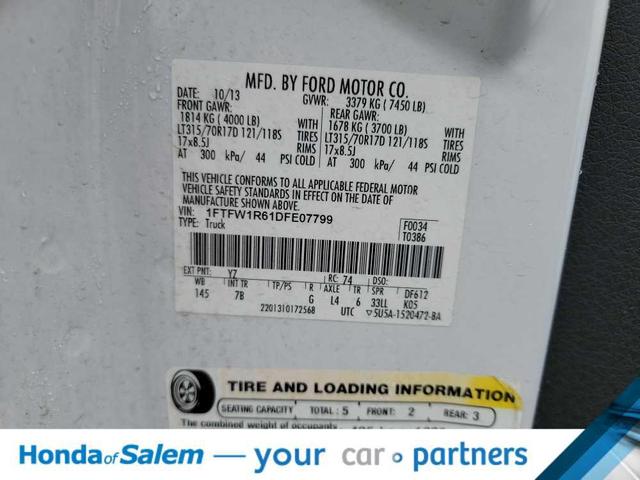 MFD. BY FORD MOTOR CO.
10/13 GVWR: 3379 KG ( 7450 LB)
FRONT GAWR: REAR GAWR:
1814 KG ( 4000 LB) WITH 1678 KG ( 3700 LB) WITH
LT315/70R17D 121/118S TIRES LT315/70R17D 121/118S TIRES
17x8.5J RIMS 17x8.5J RIMS
AT 300 kPa/ 44 PSI COLD AT 300 kPa/ 44 PSI COLD
THIS VEHICLE CONFORMS TO ALL APPLICABLE FEDERAL MOTOR
VEHICLE SAFETY STANDARDS IN EFFECT ON THE DATE OF
MANUFACTURE SHOWN ABOVE.
VIN: 1FTFW1R61DFE07799 F0034
TYPE: Truck T0386
EXT PNT: YZ RC: 74 DSO:
WB INT TR TP/PS R AXLE TR SPR DF612
145 7B G L4 6 33LL K05
2201310172568 UTC ▽5U5A-1520472-BA
TIRE AND LOADING INFORMATION
SEATING CAPACITY TOTAL: 5 FRONT: 2 REAR: 3
The combined weight of occupants
Honda of Salem — your car partners